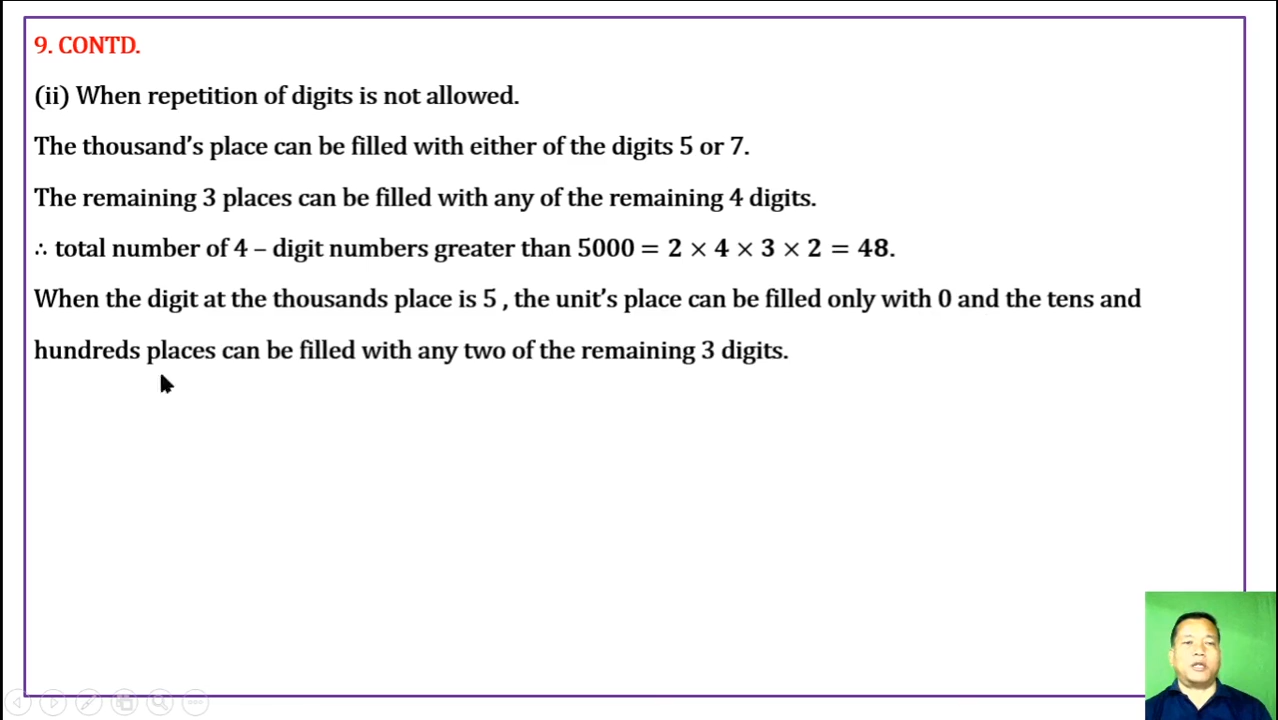 9. CONTD.
(ii) When repetition of digits is not allowed.
The thousand’s place can be filled with either of the digits 5 or 7.
The remaining 3 places can be filled with any of the remaining 4 digits.
∴ total number of 4 – digit numbers greater than 5000 = 2 × 4 × 3 × 2 = 48.
When the digit at the thousands place is 5 , the unit’s place can be filled only with 0 and the tens and
hundreds places can be filled with any two of the remaining 3 digits.